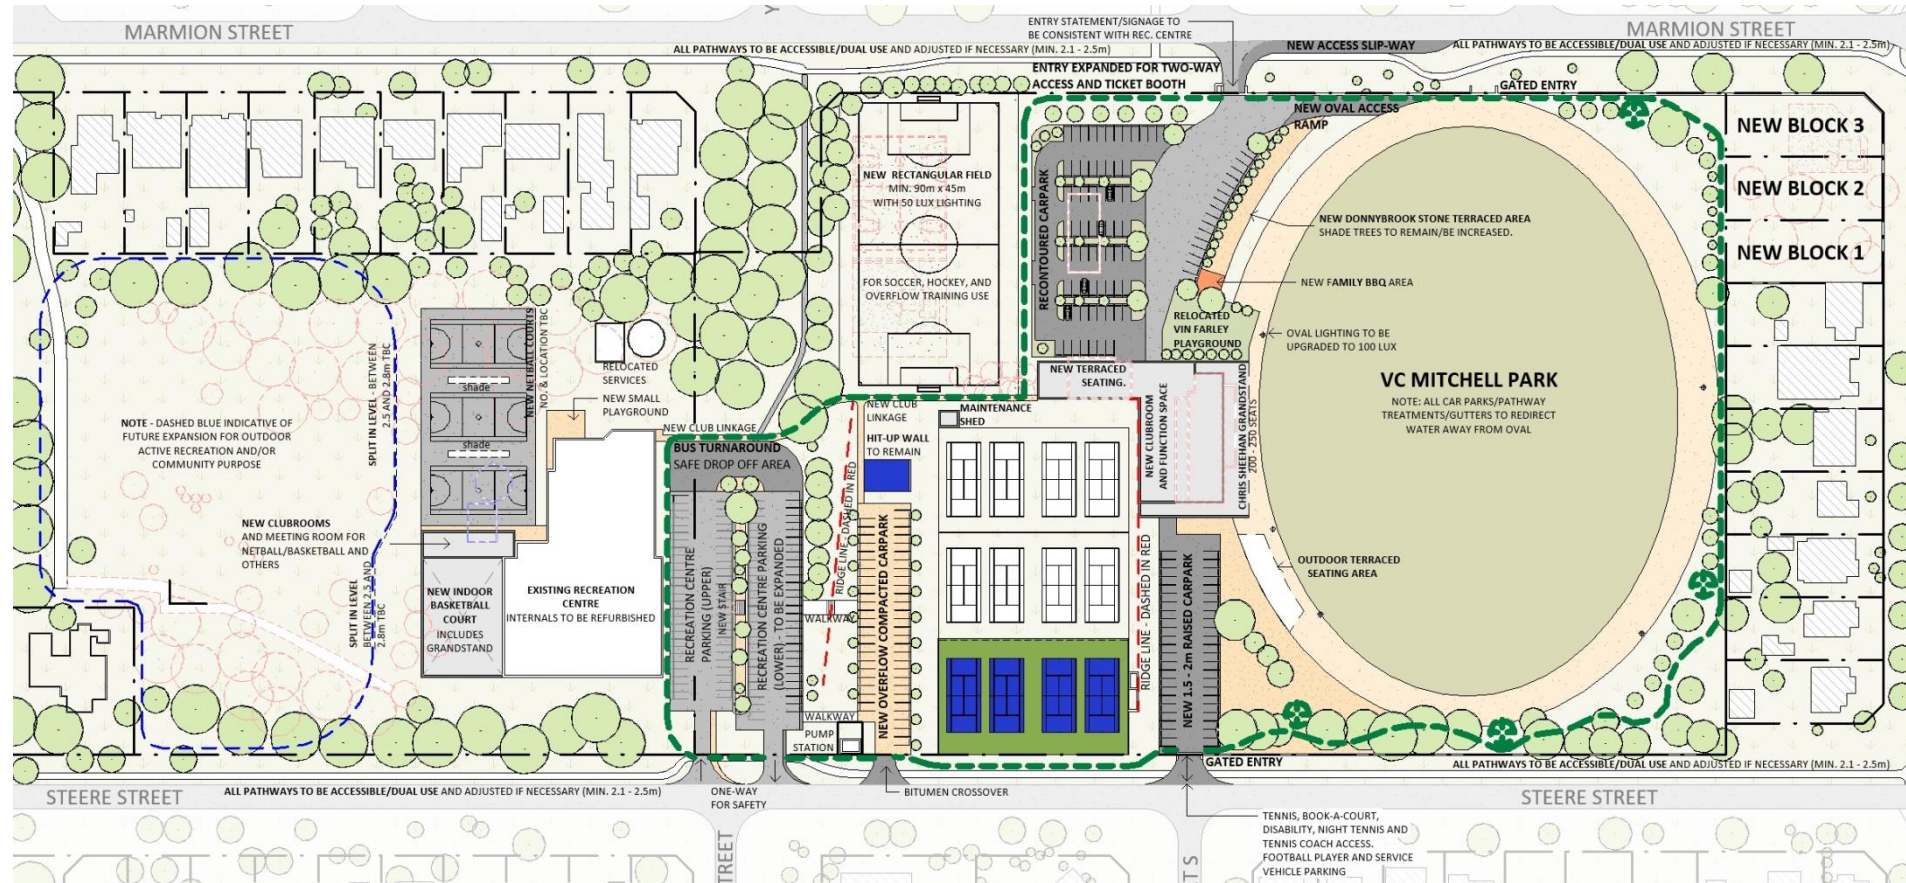 MARMION STREET
MARMION STREET
ENTRY STATEMENT/SIGNAGE TO
BE CONSISTENT WITH REC. CENTRE
ALL PATHWAYS TO BE ACCESSIBLE/DUAL USE AND ADJUSTED IF NECESSARY (MIN. 2.1 - 2.5m)
NEW ACCESS SLIP-WAY
ALL PATHWAYS TO BE ACCESSIBLE/DUAL USE AND ADJUSTED IF NECESSARY (MIN. 2.1 - 2.5m)
ENTRY EXPANDED FOR TWO-WAY
ACCESS AND TICKET BOOTH
GATED ENTRY
NEW OVAL ACCESS
RAMP
NEW BLOCK 3
NEW BLOCK 2
NEW BLOCK 1
NEW RECTANGULAR FIELD
MIN. 90m x 45m
WITH 50 LUX LIGHTING
FOR SOCCER, HOCKEY, AND
OVERFLOW TRAINING USE
RECONTOURED CARPARK
NEW DONNYBROOK STONE TERRACED AREA
SHADE TREES TO REMAIN/BE INCREASED.
NEW FAMILY BBQ AREA
RELOCATED
VIN FARLEY
PLAYGROUND
OVAL LIGHTING TO BE
UPGRADED TO 100 LUX
VC MITCHELL PARK
NOTE: ALL CAR PARKS/PATHWAY
TREATMENTS/GUTTERS TO REDIRECT
WATER AWAY FROM OVAL
SPLIT IN LEVEL - BETWEEN
2.5 AND 2.8m TBC
NEW NETBALL COURTS
NO. & LOCATION TBC
shade
shade
RELOCATED
SERVICES
NEW SMALL
PLAYGROUND
NOTE - DASHED BLUE INDICATIVE OF
FUTURE EXPANSION FOR OUTDOOR
ACTIVE RECREATION AND/OR
COMMUNITY PURPOSE
NEW TERRACED
SEATING.
NEW CLUBROOM
AND FUNCTION SPACE
CHRIS SHEEHAN GRANDSTAND
200 - 250 SEATS
NEW CLUB LINKAGE
NEW CLUB
LINKAGE
MAINTENANCE
SHED
HIT-UP WALL
TO REMAIN
BUS TURNAROUND
SAFE DROP OFF AREA
NEW CLUBROOMS
AND MEETING ROOM FOR
NETBALL/BASKETBALL AND
OTHERS
SPLIT IN LEVEL
BETWEEN 2.5 AND
2.8m TBC
NEW INDOOR
BASKETBALL
COURT
INCLUDES
GRANDSTAND
EXISTING RECREATION
CENTRE
INTERNALS TO BE REFURBISHED
RECREATION CENTRE
PARKING (UPPER)
NEW STAIR
RECREATION CENTRE PARKING
(LOWER) - TO BE EXPANDED
RIDGE LINE - DASHED IN RED
WALKWAY
WALKWAY
PUMP
STATION
NEW OVERFLOW COMPACTED CARPARK
RIDGE LINE - DASHED IN RED
NEW 1.5 - 2m RAISED CARPARK
OUTDOOR TERRACED
SEATING AREA
GATED ENTRY
ALL PATHWAYS TO BE ACCESSIBLE/DUAL USE AND ADJUSTED IF NECESSARY (MIN. 2.1 - 2.5m)
STEERE STREET
ALL PATHWAYS TO BE ACCESSIBLE/DUAL USE AND ADJUSTED IF NECESSARY (MIN. 2.1 - 2.5m)
ONE-WAY
FOR SAFETY
BITUMEN CROSSOVER
STEERE STREET
TENNIS, BOOK-A-COURT,
DISABILITY, NIGHT TENNIS AND
TENNIS COACH ACCESS.
FOOTBALL PLAYER AND SERVICE
VEHICLE PARKING